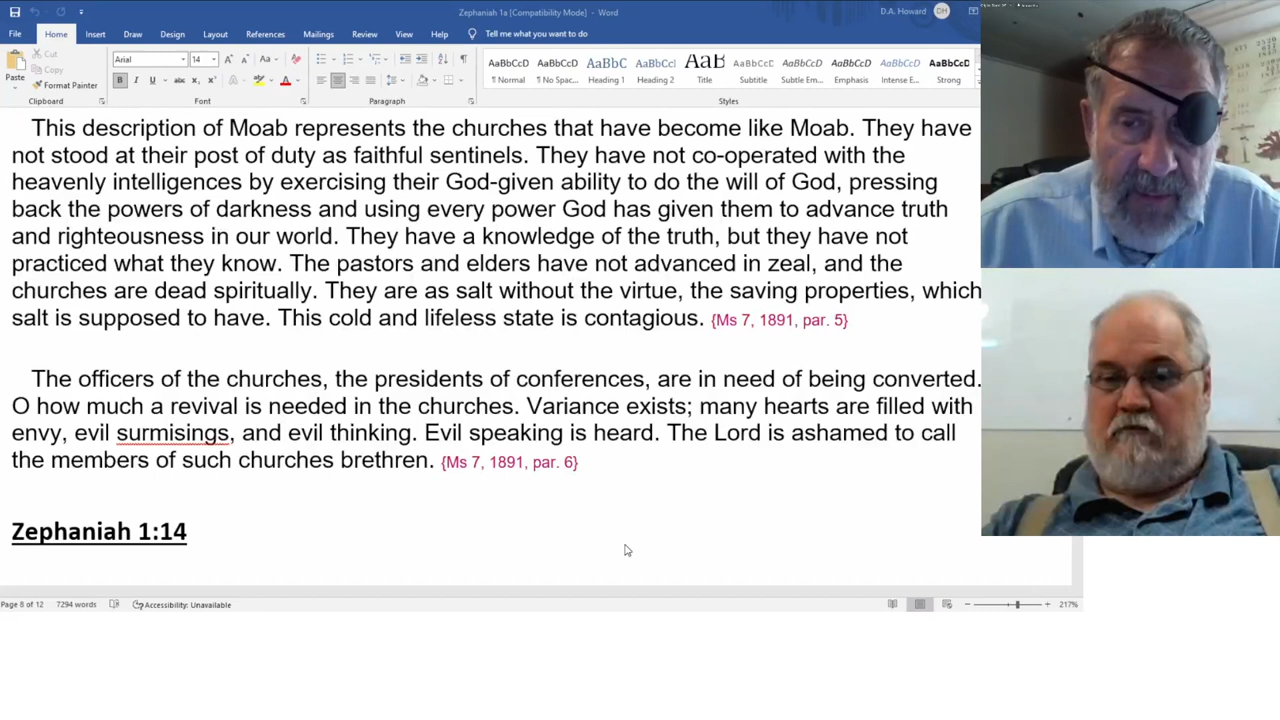 Zephaniah 1a [Compatibility Mode] - Word
D.A. Howard
DH
File Home Insert Draw Design Layout References Mailings Review View Help Tell me what you want to do
Paste
Cut
Copy
Format Painter
Clipboard
Arial 14
Font
Paragraph
AaBbCcD AaBbCcD AaBbC AaBbCcI AaB AaBbCcD AaBbCcD AaBbCcD AaBbCcD AaBbCcD
¶ Normal ¶ No Spac... Heading 1 Heading 2 Title Subtitle Subtle Em... Emphasis Intense E... Strong
Styles
This description of Moab represents the churches that have become like Moab. They have
not stood at their post of duty as faithful sentinels. They have not co-operated with the
heavenly intelligences by exercising their God-given ability to do the will of God, pressing
back the powers of darkness and using every power God has given them to advance truth
and righteousness in our world. They have a knowledge of the truth, but they have not
practiced what they know. The pastors and elders have not advanced in zeal, and the
churches are dead spiritually. They are as salt without the virtue, the saving properties, which
salt is supposed to have. This cold and lifeless state is contagious. {Ms 7, 1891, par. 5}
The officers of the churches, the presidents of conferences, are in need of being converted.
O how much a revival is needed in the churches. Variance exists; many hearts are filled with
envy, evil surmisings, and evil thinking. Evil speaking is heard. The Lord is ashamed to call
the members of such churches brethren. {Ms 7, 1891, par. 6}
Zephaniah 1:14
Page 8 of 12 7294 words Accessibility: Unavailable 217%